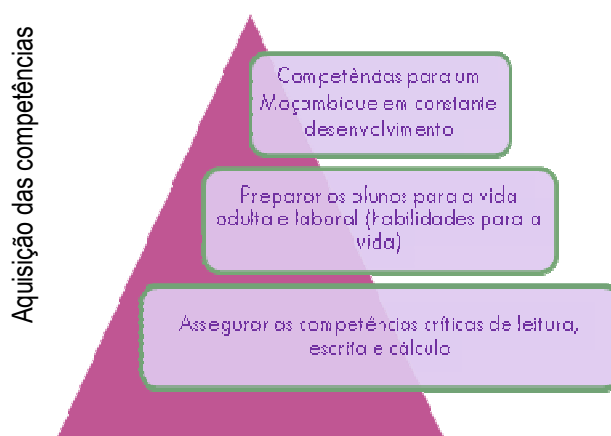 Aquisição das competências
Competências para um
Moçambique em constante
desenvolvimento
Preparar os alunos para a vida
adulta e laboral (habilidades para a
vida)
Assegurar as competências críticas de leitura,
escrita e cálculo